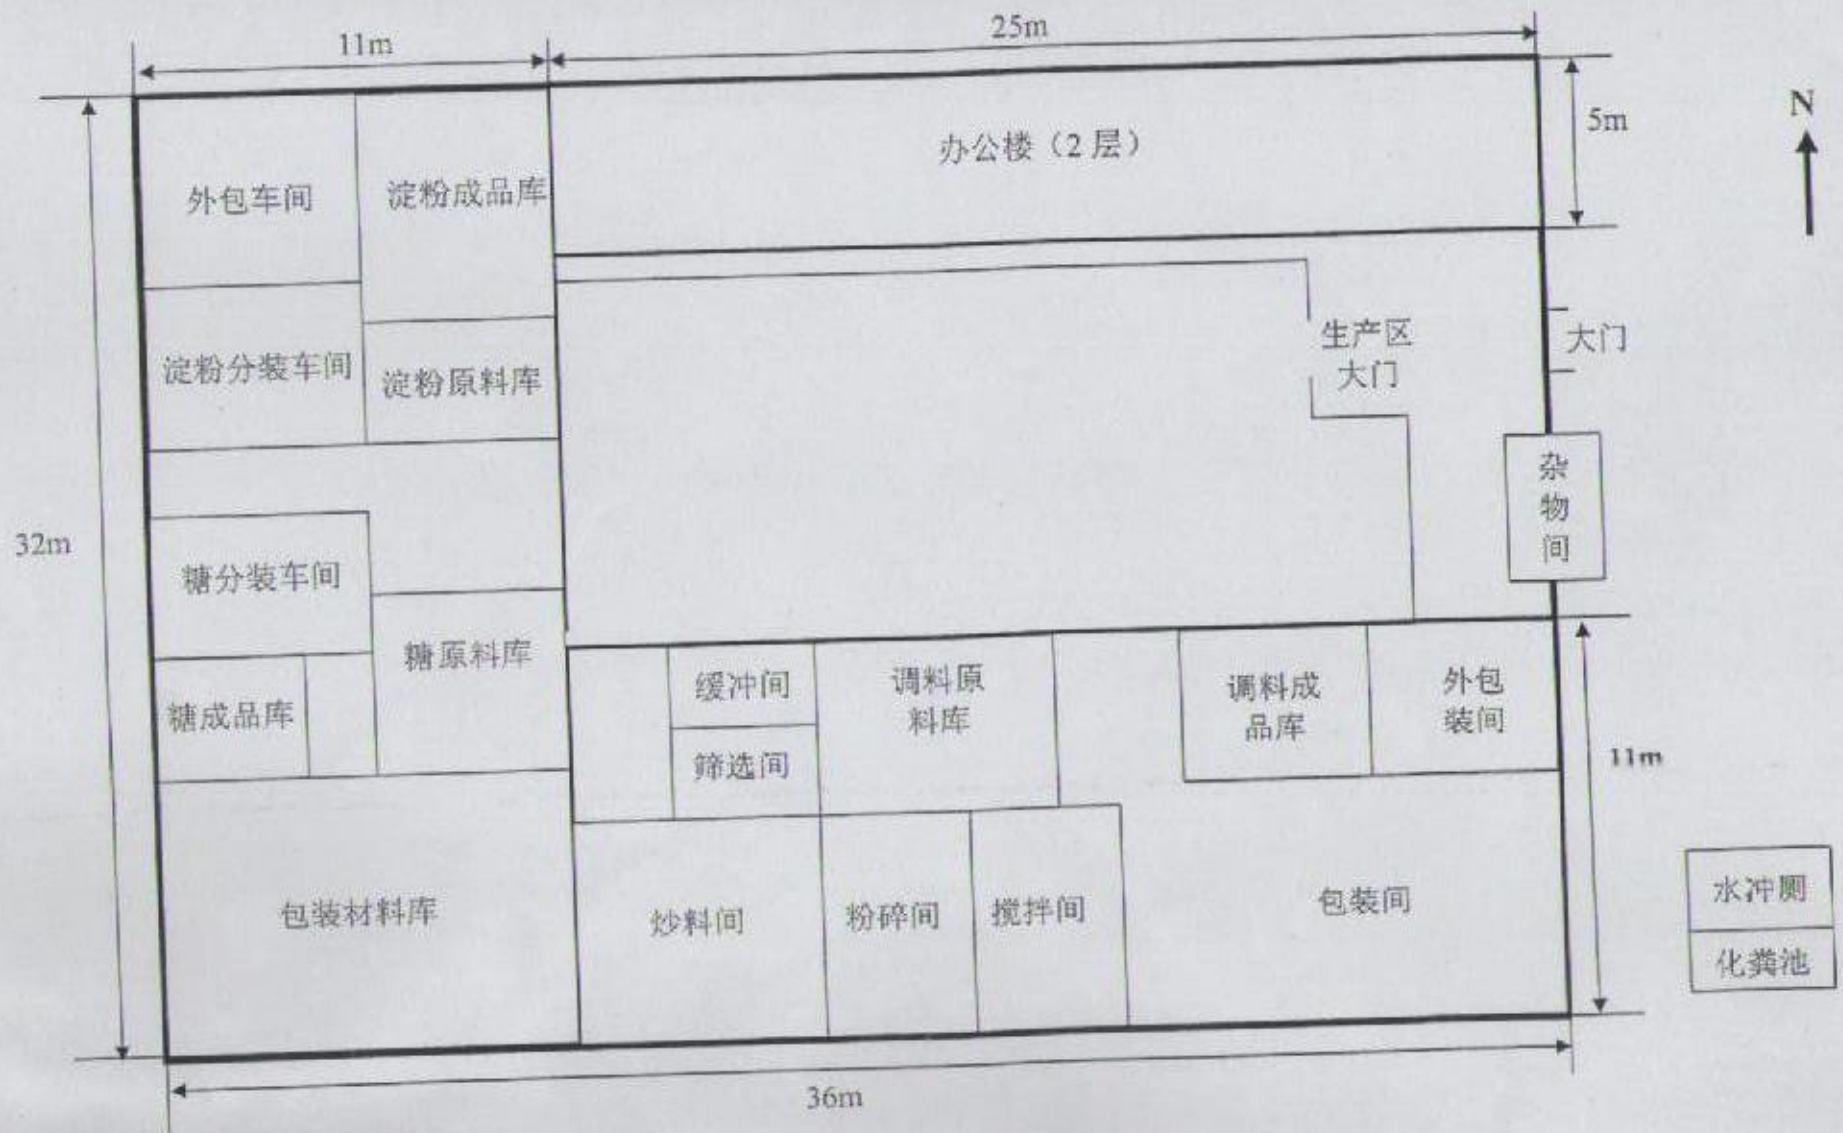 11m
25m
5m
N
办公楼（2 层）
外包车间
淀粉成品库
生产区
大门
大门
淀粉分装车间
淀粉原料库
杂
物
间
32m
糖分装车间
糖原料库
缓冲间
调料原
料库
调料成
品库
外包
装间
糖成品库
筛选间
11m
包装材料库
炒料间
粉碎间
搅拌间
包装间
水冲厕
化粪池
36m